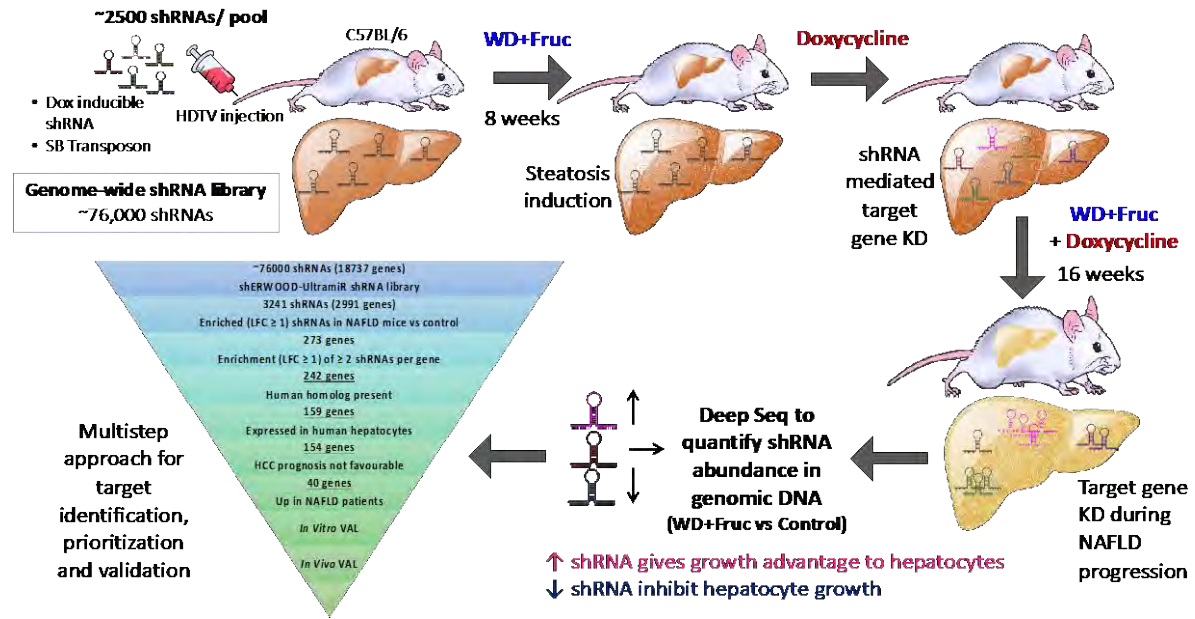 ~2500 shRNAs/ pool
• Dox inducible
shRNA
• SB Transposon
HDTV injection
C57BL/6
Genome-wide shRNA library
~76,000 shRNAs
WD+Fruc
8 weeks
Steatosis
induction
Doxycycline
shRNA
mediated
target
gene KD
WD+Fruc
+ Doxycycline
16 weeks
Target gene
KD during
NAFLD
progression
Deep Seq to
quantify shRNA
abundance in
genomic DNA
(WD+Fruc vs Control)
↑ shRNA gives growth advantage to hepatocytes
↓ shRNA inhibit hepatocyte growth
~76000 shRNAs (18737 genes)
shERWOOD-UltramiR shRNA library
3241 shRNAs (2991 genes)
Enriched (LFC ≥ 1) shRNAs in NAFLD mice vs control
273 genes
Enrichment (LFC ≥ 1) of ≥ 2 shRNAs per gene
242 genes
Human homolog present
159 genes
Expressed in human hepatocytes
154 genes
HCC prognosis not favourable
40 genes
Up in NAFLD patients
In Vitro VAL
In Vivo VAL
Multistep
approach for
target
identification,
prioritization
and validation